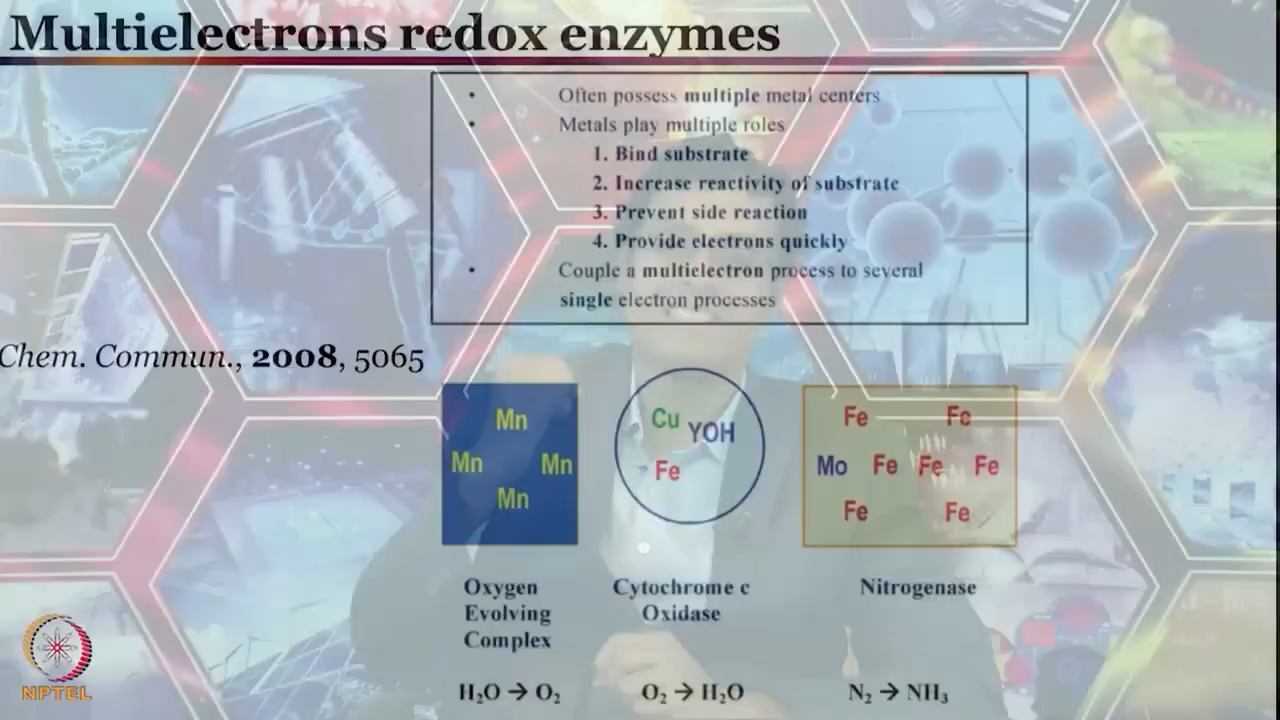 Multielectrons redox enzymes
• Often possess multiple metal centers
• Metals play multiple roles
1. Bind substrate
2. Increase reactivity of substrate
3. Prevent side reaction
4. Provide electrons quickly
• Couple a multielectron process to several
single electron processes
Chem. Commun., 2008, 5065
Mn
Mn Mn
Mn
Cu YOH
Fe
Fe Fe
Mo Fe Fe Fe
Fe Fe
Oxygen
Evolving
Complex
Cytochrome c
Oxidase
Nitrogenase
H₂O → O₂
O₂ → H₂O
N₂ → NH₃
NPTEL